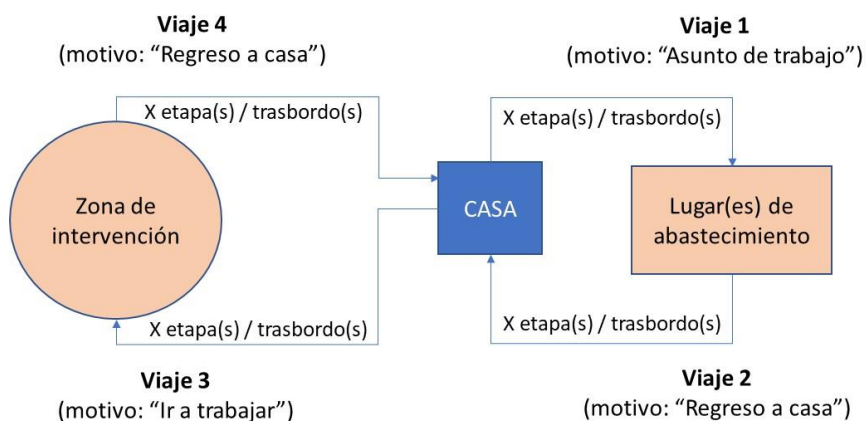 Viaje 4
(motivo: “Regreso a casa”)
Viaje 1
(motivo: “Asunto de trabajo”)
X etapa(s) / trasbordo(s)
X etapa(s) / trasbordo(s)
Zona de
intervención
CASA
Lugar(es) de
abastecimiento
X etapa(s) / trasbordo(s)
X etapa(s) / trasbordo(s)
Viaje 3
(motivo: “Ir a trabajar”)
Viaje 2
(motivo: “Regreso a casa”)